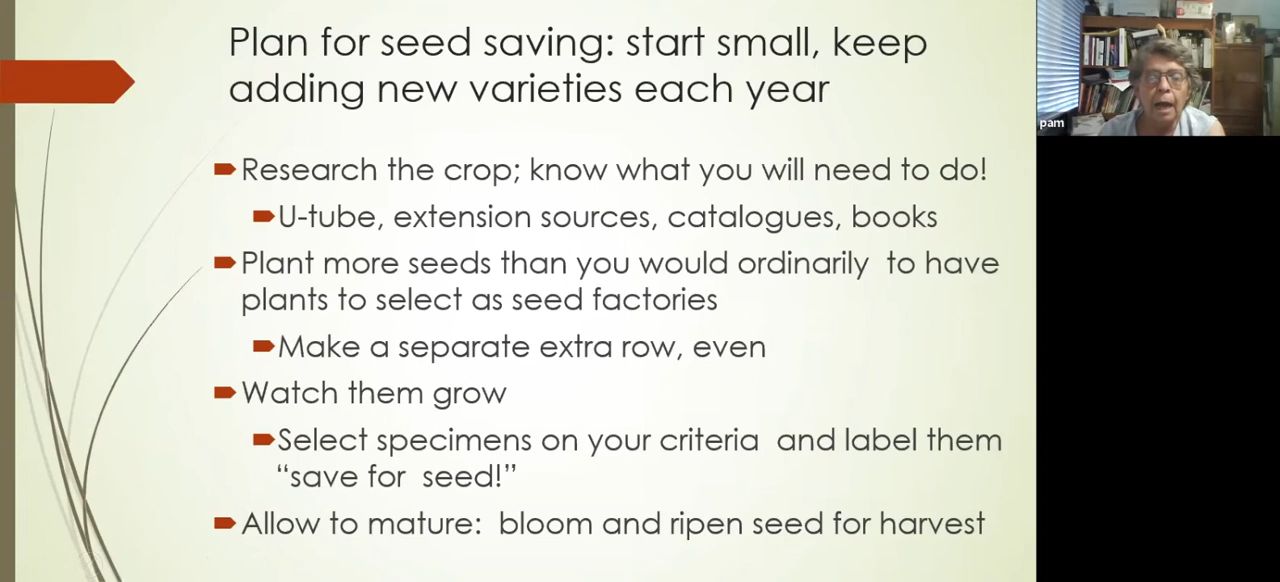 Plan for seed saving: start small, keep
adding new varieties each year
Research the crop; know what you will need to do!
U-tube, extension sources, catalogues, books
Plant more seeds than you would ordinarily to have
plants to select as seed factories
Make a separate extra row, even
Watch them grow
Select specimens on your criteria and label them
“save for seed!”
Allow to mature: bloom and ripen seed for harvest
pam